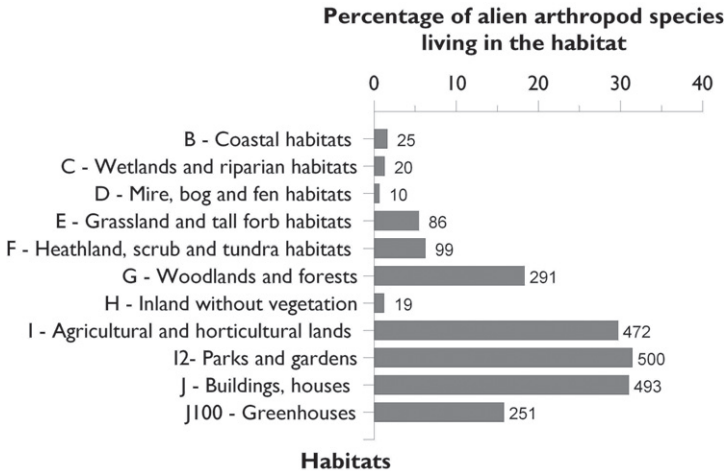 Percentage of alien arthropod species
living in the habitat
0 10 20 30 40
B - Coastal habitats 25
C - Wetlands and riparian habitats 20
D - Mire, bog and fen habitats 10
E - Grassland and tall forb habitats 86
F - Heathland, scrub and tundra habitats 99
G - Woodlands and forests 291
H - Inland without vegetation 19
I - Agricultural and horticultural lands 472
I2- Parks and gardens 500
J - Buildings, houses 493
J100 - Greenhouses 251
Habitats